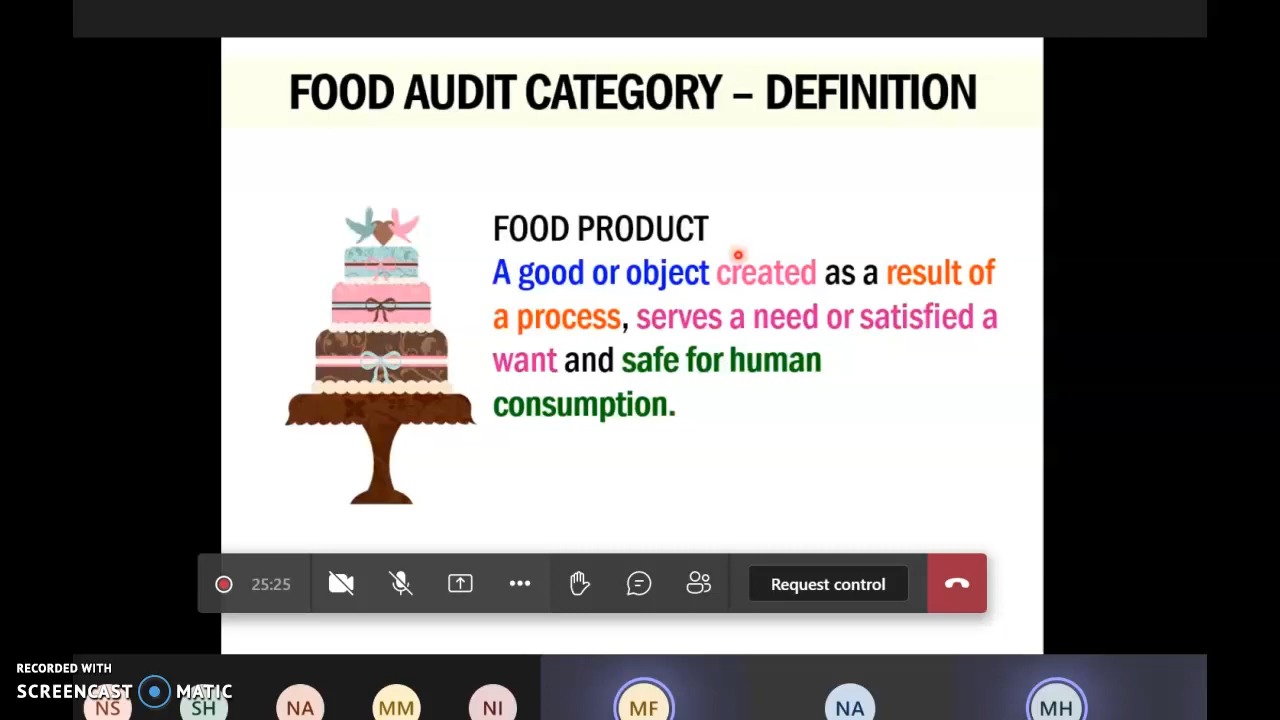 FOOD AUDIT CATEGORY – DEFINITION
FOOD PRODUCT
A good or object created as a result of
a process, serves a need or satisfied a
want and safe for human
consumption.
25:25
Request control
RECORDED WITH
SCREENCAST MATIC
NS SH NA MM NI MF NA MH